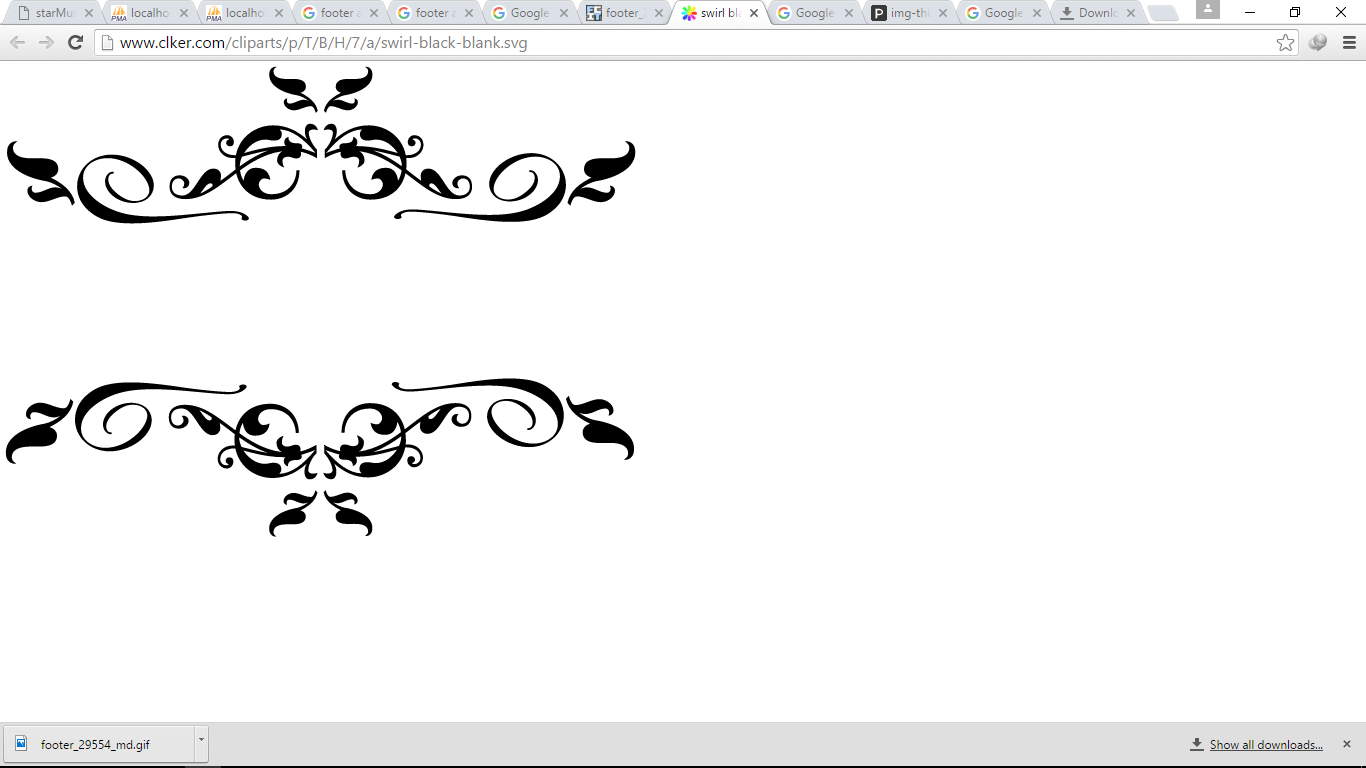 starMu
localho
localho
footer a
footer a
Google
footer_
swirl bl
Google
img-thi
Google
Downlo
www.clker.com/cliparts/p/T/B/H/7/a/swirl-black-blank.svg
footer_29554_md.gif
Show all downloads...